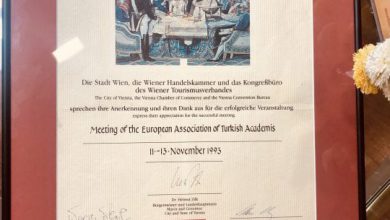 Die Stadt Wien, die Wiener Handelskammer und das Kongreßbüro
des Wiener Tourismusverbandes
The City of Vienna, the Vienna Chamber of Commerce and the Vienna Convention Bureau
sprechen ihre Anerkennung und ihren Dank aus für die erfolgreiche Veranstaltung
express their appreciation for the successful meeting
Meeting of the European Association of Turkish Academis
11-13·November 1993
Dr Helmut Zilk
Bürgermeister und Landeshauptmann
Mayor and Governor
City and State of Vienna